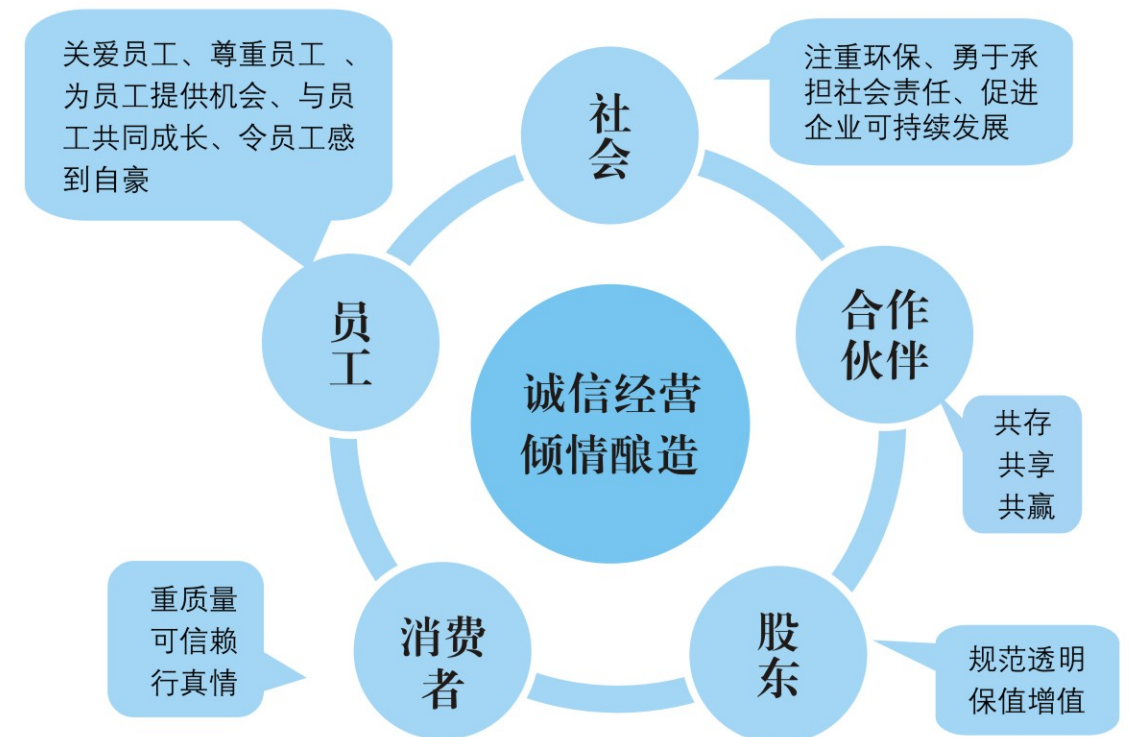 关爱员工、尊重员工 、
为员工提供机会、与员
工共同成长、令员工感
到自豪
社
会
注重环保、勇于承
担社会责任、促进
企业可持续发展
员
工
合作
伙伴
诚信经营
倾情酿造
共存
共享
共赢
重质量
可信赖
行真情
消费
者
股
东
规范透明
保值增值